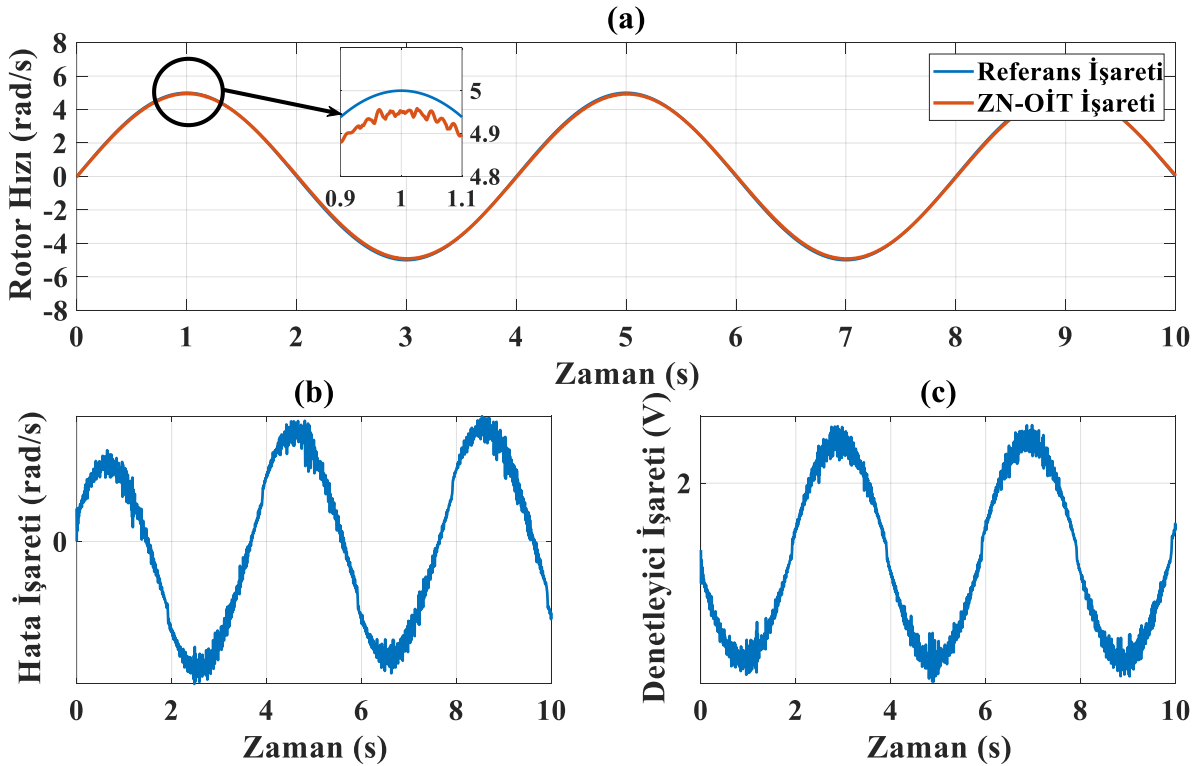 (a)
Rotor Hızı (rad/s)
8
6
4
2
0
-2
-4
-6
-8
5
4.9
4.8
0.9 1 1.1
Referans İşareti
ZN-OİT İşareti
0 1 2 3 4 5 6 7 8 9 10
Zaman (s)
(b)
Hata İşareti (rad/s)
0
0 2 4 6 8 10
Zaman (s)
(c)
Denetleyici İşareti (V)
2
0 2 4 6 8 10
Zaman (s)